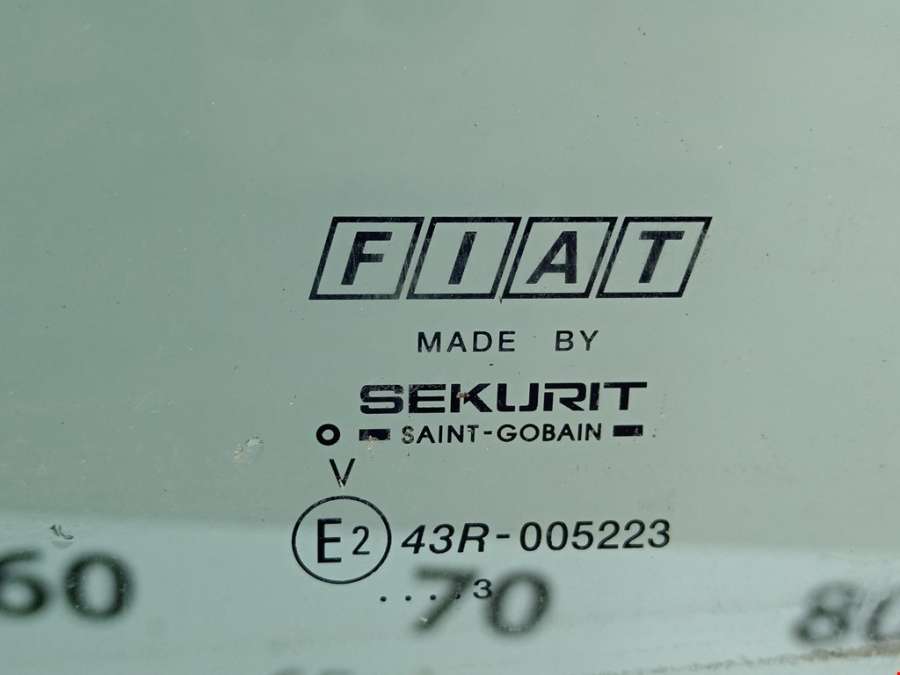 FIAT
MADE BY
SEKURIT
SAINT-GOBAIN
V
E2 43R-005223
.....3
60 70 80